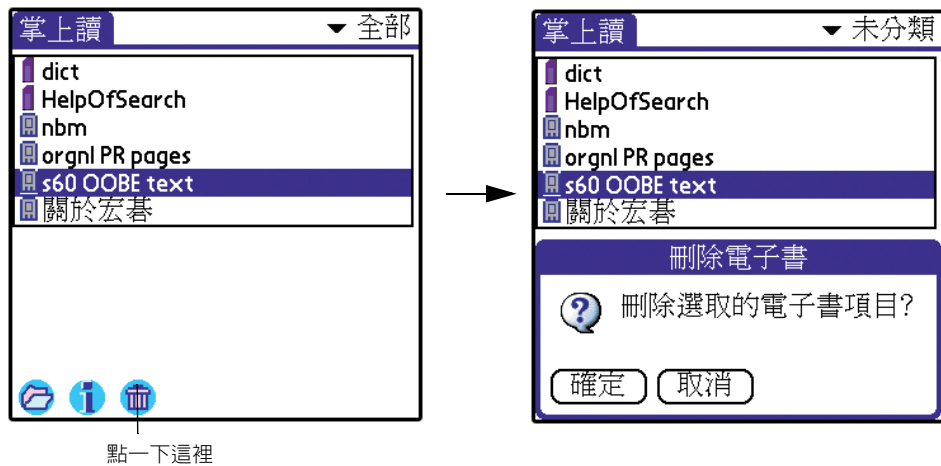 掌上讀 全部
dict
HelpOfSearch
nbm
orgnl PR pages
s60 OOBE text
關於宏碁
點一下這裡
掌上讀 未分類
dict
HelpOfSearch
nbm
orgnl PR pages
s60 OOBE text
關於宏碁
刪除電子書
刪除選取的電子書項目?
確定 取消